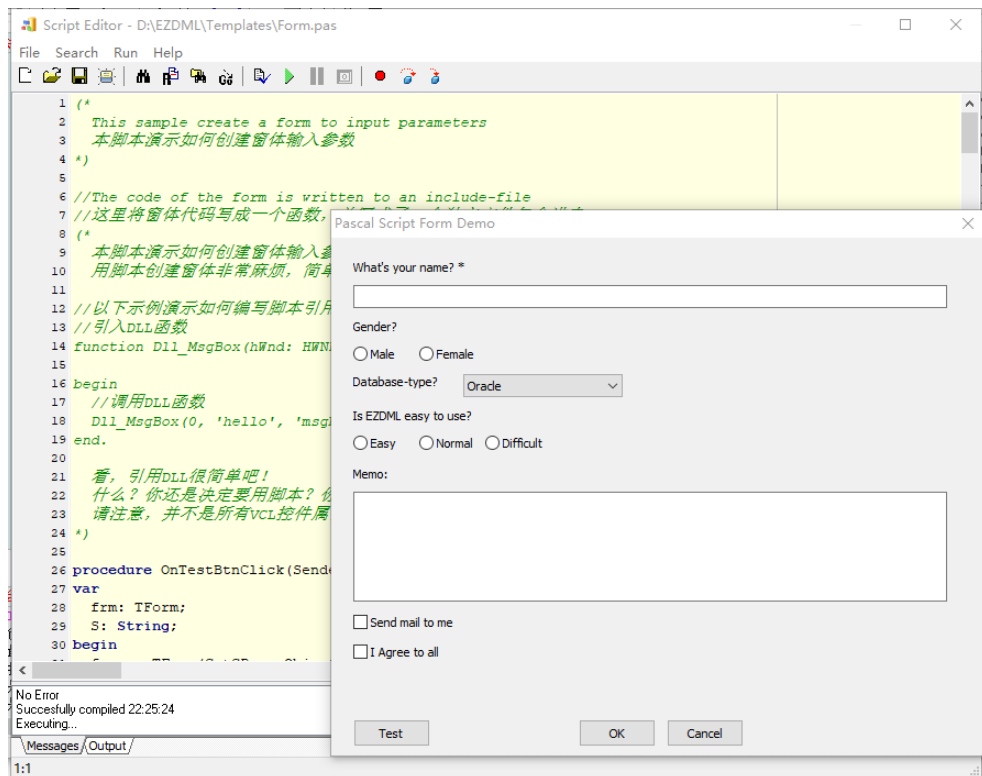 Script Editor - D:\EZDML\Templates\Form.pas
File Search Run Help
1 (*
2 This sample create a form to input parameters
3 本脚本演示如何创建窗体输入参数
4 *)
5
6 //The code of the form is written to an include-file
7 //这里将窗体代码写成一个函数,
8 (*
9 本脚本演示如何创建窗体输入参
10 用脚本创建窗体非常麻烦，简单
11
12 //以下示例演示如何编写脚本引用
13 //引入DLL函数
14 function Dll_MsgBox(hWnd: HWN
15
16 begin
17 //调用DLL函数
18 Dll_MsgBox(0, 'hello', 'msg
19 end.
20
21 看，引用DLL很简单吧！
22 什么？你还是决定要用脚本？
23 请注意，并不是所有VCL控件属
24 *)
25
26 procedure OnTestBtnClick(Sende
27 var
28 frm: TForm;
29 S: String;
30 begin
No Error
Succesfully compiled 22:25:24
Executing...
Messages Output
1:1
Pascal Script Form Demo
What's your name? *
Gender?
Male Female
Database-type? Oracle
Is EZDML easy to use?
Easy Normal Difficult
Memo:
Send mail to me
I Agree to all
Test OK Cancel